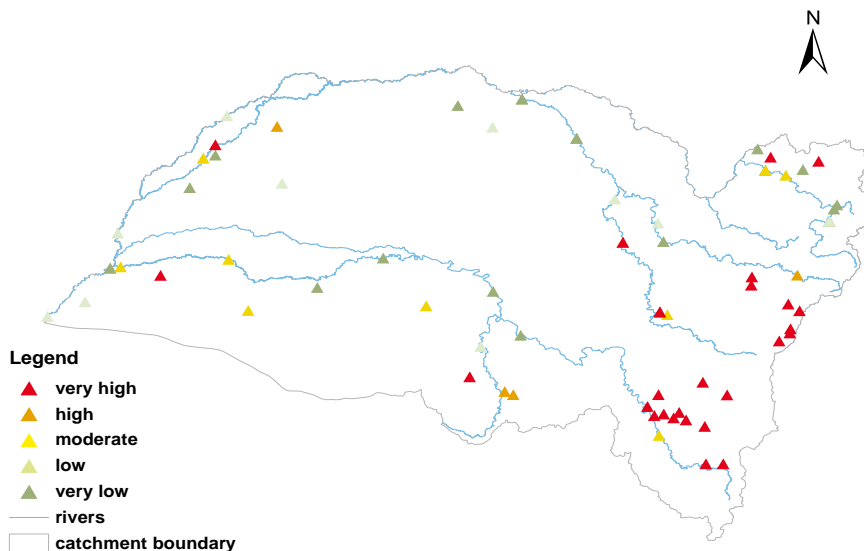 N
Legend
very high
high
moderate
low
very low
rivers
catchment boundary